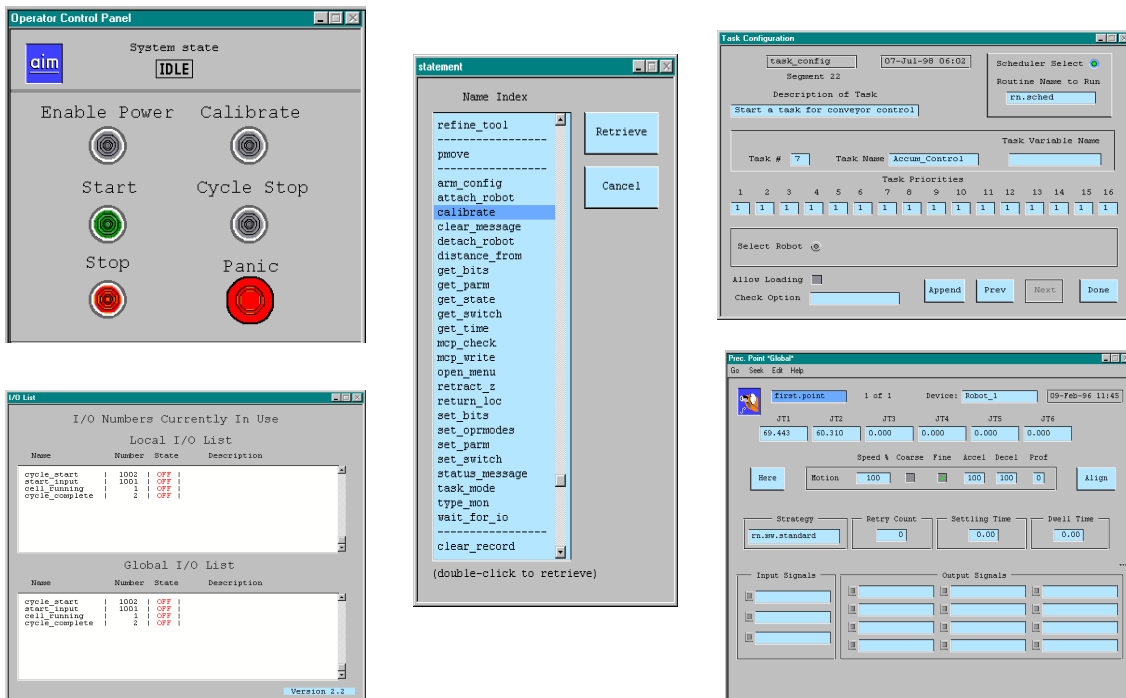 Operator Control Panel
aim
System state
IDLE
Enable Power Calibrate
Start Cycle Stop
Stop Panic
I/O List
I/O Numbers Currently In Use
Local I/O List
Name Number State Description
cycle_start | 1002 | OFF |
start_input | 1001 | OFF |
cell_running | 1 | OFF |
cycle_complete | 2 | OFF |
Global I/O List
Name Number State Description
cycle_start | 1002 | OFF |
start_input | 1001 | OFF |
cell_running | 1 | OFF |
cycle_complete | 2 | OFF |
Version 2.2
statement
Name Index
refine_tool
-----------------
pmove
-----------------
arm_config
attach_robot
calibrate
clear_message
detach_robot
distance_from
get_bits
get_parm
get_state
get_switch
get_time
mcp_check
mcp_write
open_menu
retract_z
return_loc
set_bits
set_oprmodes
set_parm
set_switch
status_message
task_mode
type_mon
wait_for_io
-----------------
clear_record
(double-click to retrieve)
Retrieve
Cancel
Task Configuration
task_config 07-Jul-98 06:02
Segment 22
Description of Task
Start a task for conveyor control
Scheduler Select
Routine Name to Run
rn.sched
Task Variable Name
Task # 7 Task Name Accum_Control
Task Priorities
1 2 3 4 5 6 7 8 9 10 11 12 13 14 15 16
1 1 1 1 1 1 1 1 1 1 1 1 1 1 1 1
Select Robot
Allow Loading
Check Option
Append Prev Next Done
Prec. Point *Global*
Go Seek Edit Help
first.point 1 of 1 Device: Robot_1 09-Feb-96 11:45
JT1 JT2 JT3 JT4 JT5 JT6
69.443 60.310 0.000 0.000 0.000 0.000
Speed % Coarse Fine Accel Decel Prof
Here Motion 100 100 100 0 Align
Strategy Retry Count Settling Time Dwell Time
rn.mw.standard 0 0.00 0.00
Input Signals Output Signals